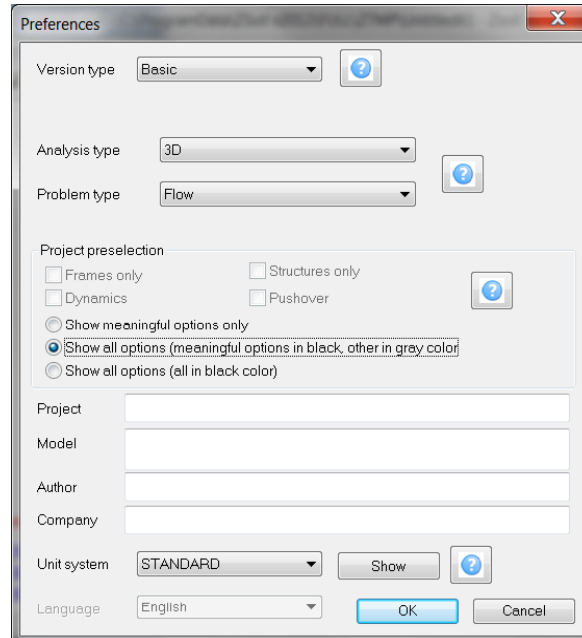 Preferences
Version type Basic
Analysis type 3D
Problem type Flow
Project preselection
Frames only Structures only
Dynamics Pushover
Show meaningful options only
Show all options (meaningful options in black, other in gray color
Show all options (all in black color)
Project
Model
Author
Company
Unit system STANDARD Show
Language English OK Cancel